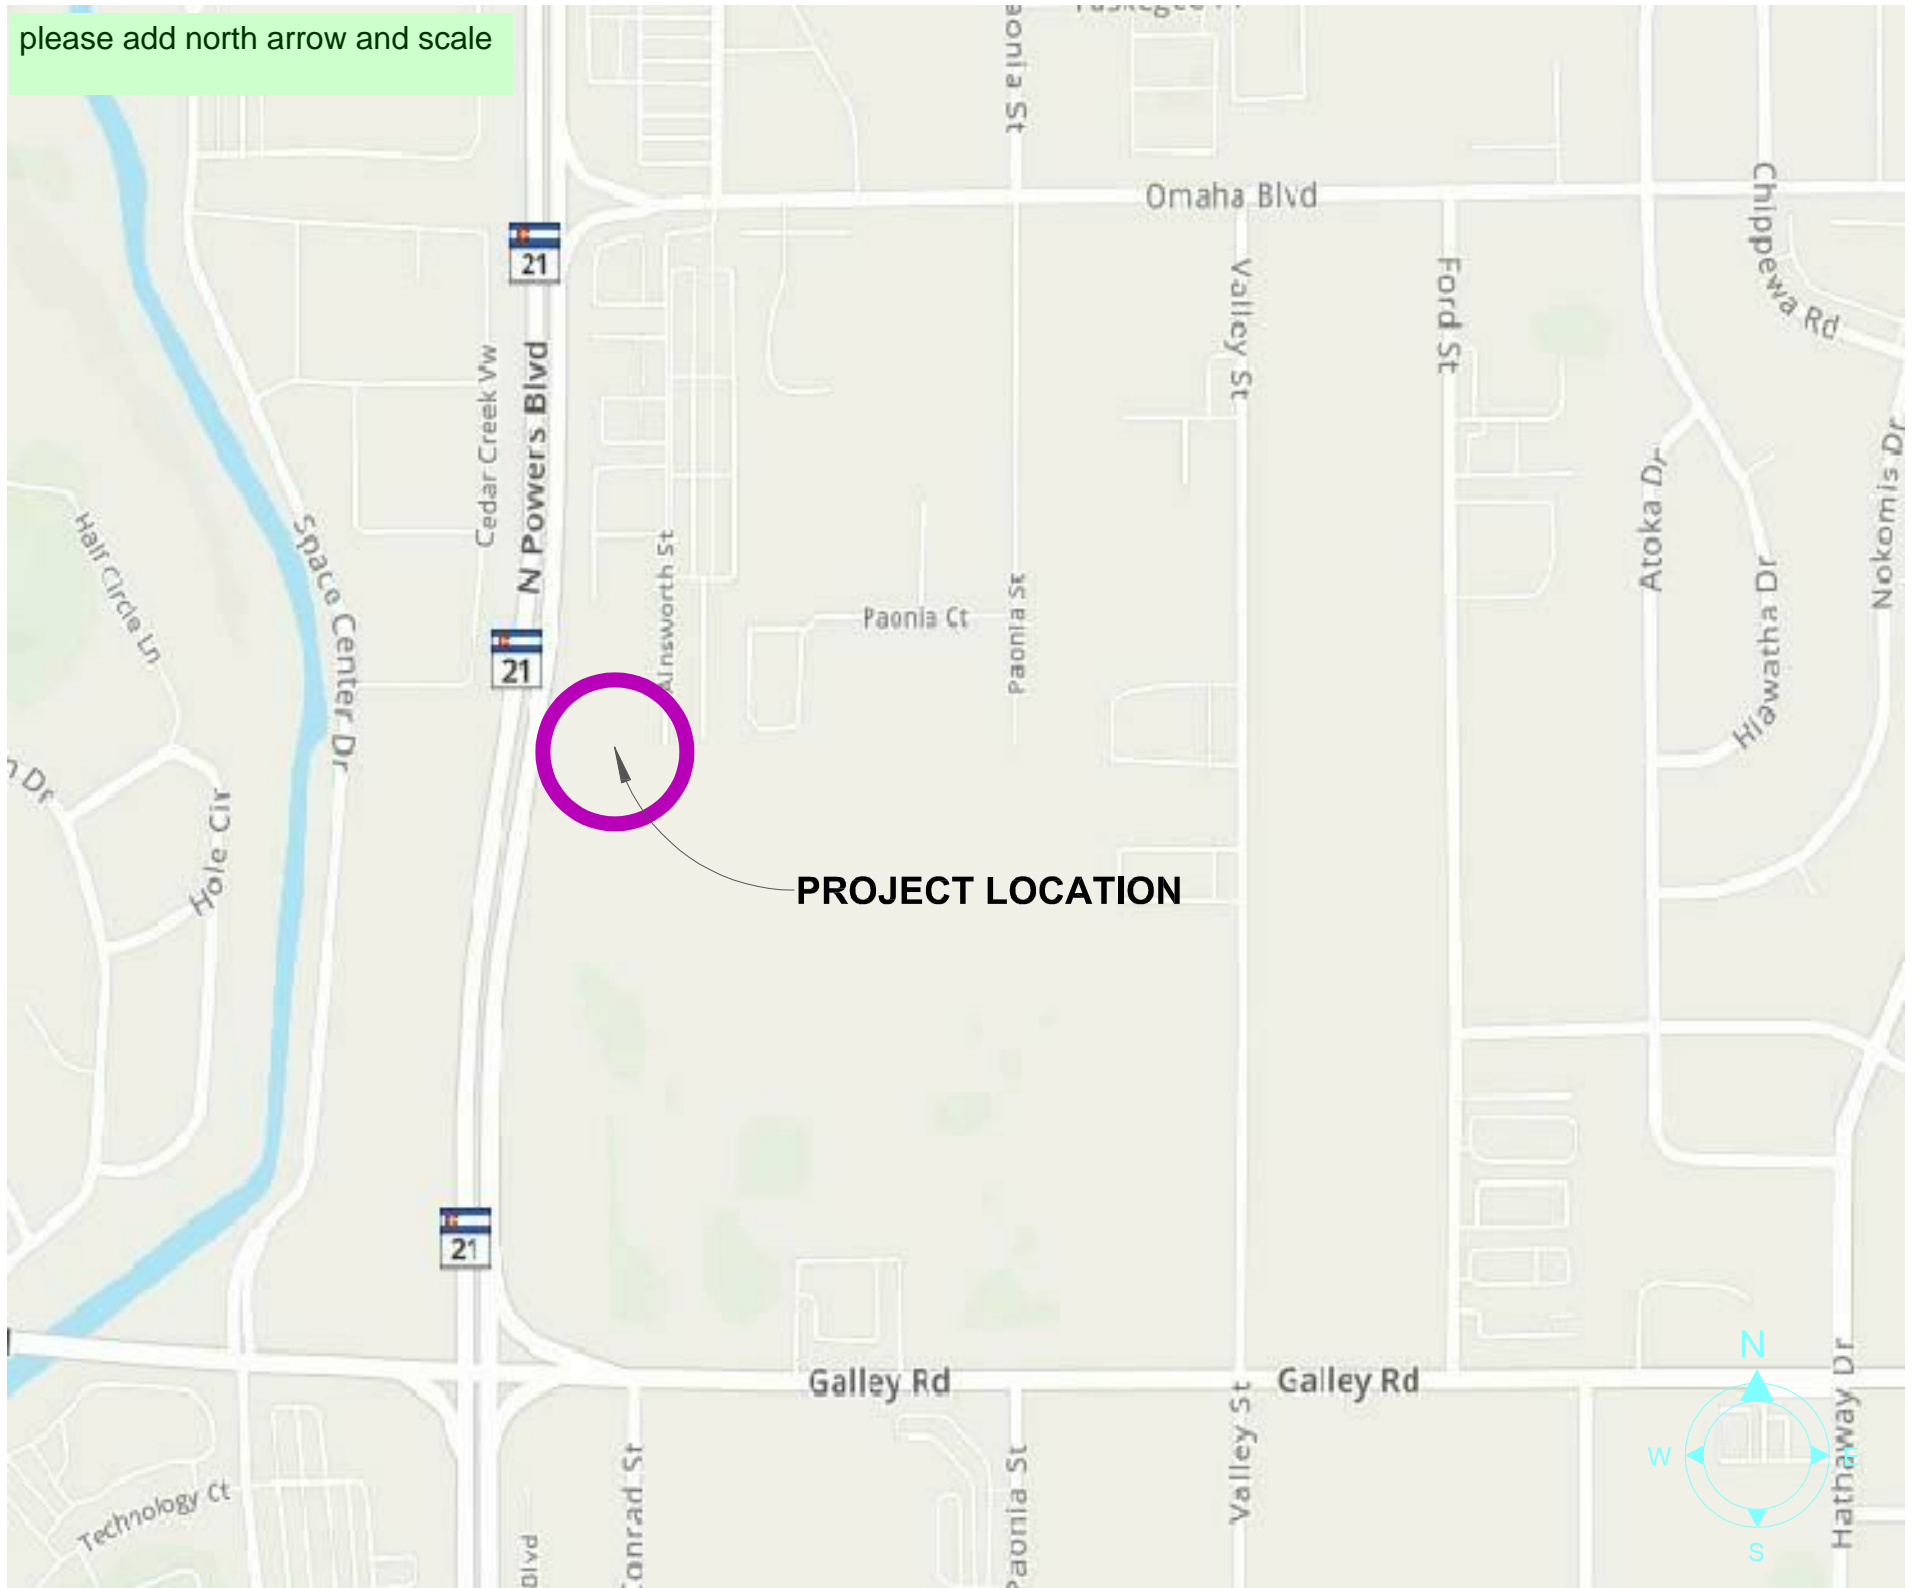 please add north arrow and scale
Paonia St
Omaha Blvd
Chippewa Rd
21
Valley St
Ford St
Cedar Creek Vw
N Powers Blvd
Space Center Dr
Half Circle Ln
Ainsworth St
Paonia Ct
Paonia St
Atoka Dr
Hiawatha Dr
Nokomis Dr
21
n Dr
Hole Cir
PROJECT LOCATION
21
Galley Rd
Galley Rd
N
W
E
S
Hathaway Dr
Technology Ct
Blvd
Conrad St
Paonia St
Valley St